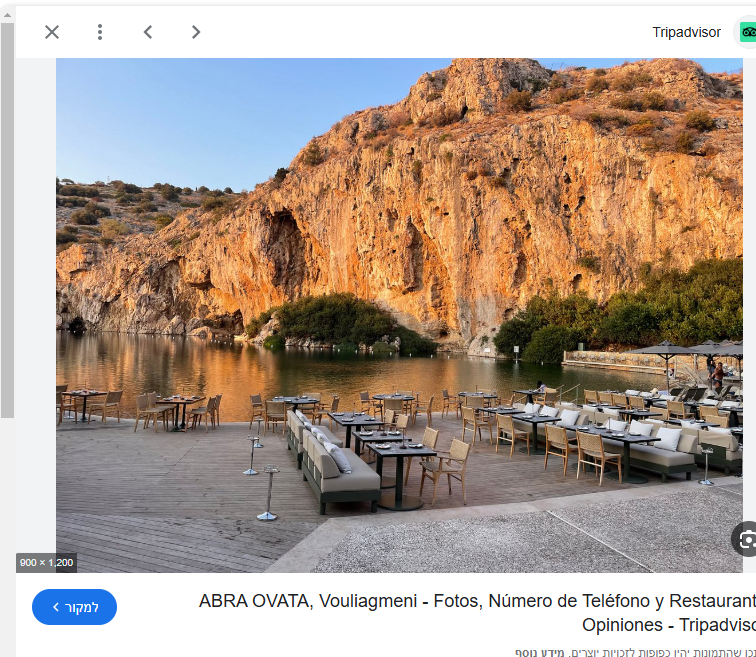 Tripadvisor
900 × 1,200
ABRA OVATA, Vouliagmeni - Fotos, Número de Teléfono y Restaurant
Opiniones - Tripadviso
למקור
שהתמונות יהיו כפופות לזכויות יוצרים. מידע נוסף